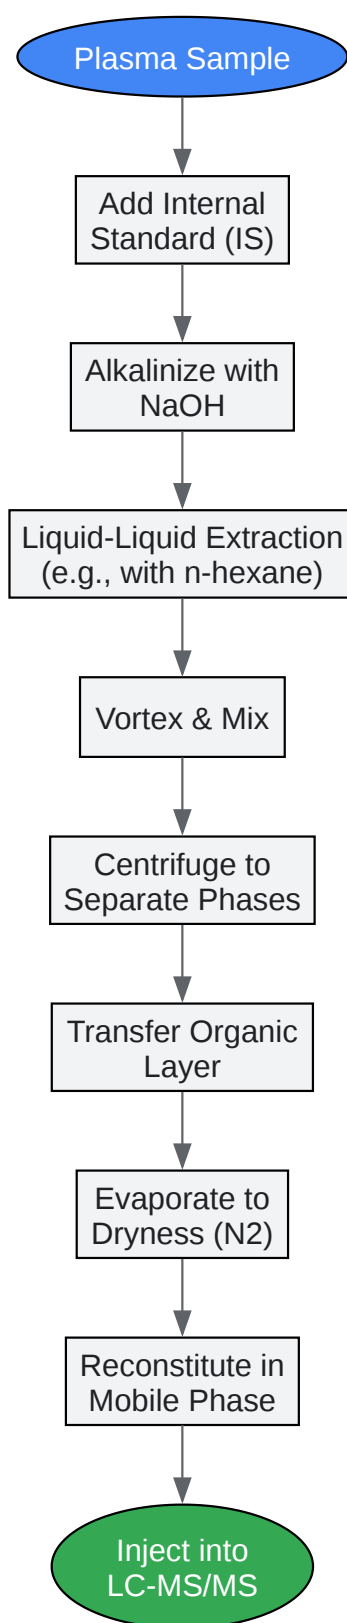 Plasma Sample
Add Internal
Standard (IS)
Alkalinize with
NaOH
Liquid-Liquid Extraction
(e.g., with n-hexane)
Vortex & Mix
Centrifuge to
Separate Phases
Transfer Organic
Layer
Evaporate to
Dryness (N2)
Reconstitute in
Mobile Phase
Inject into
LC-MS/MS